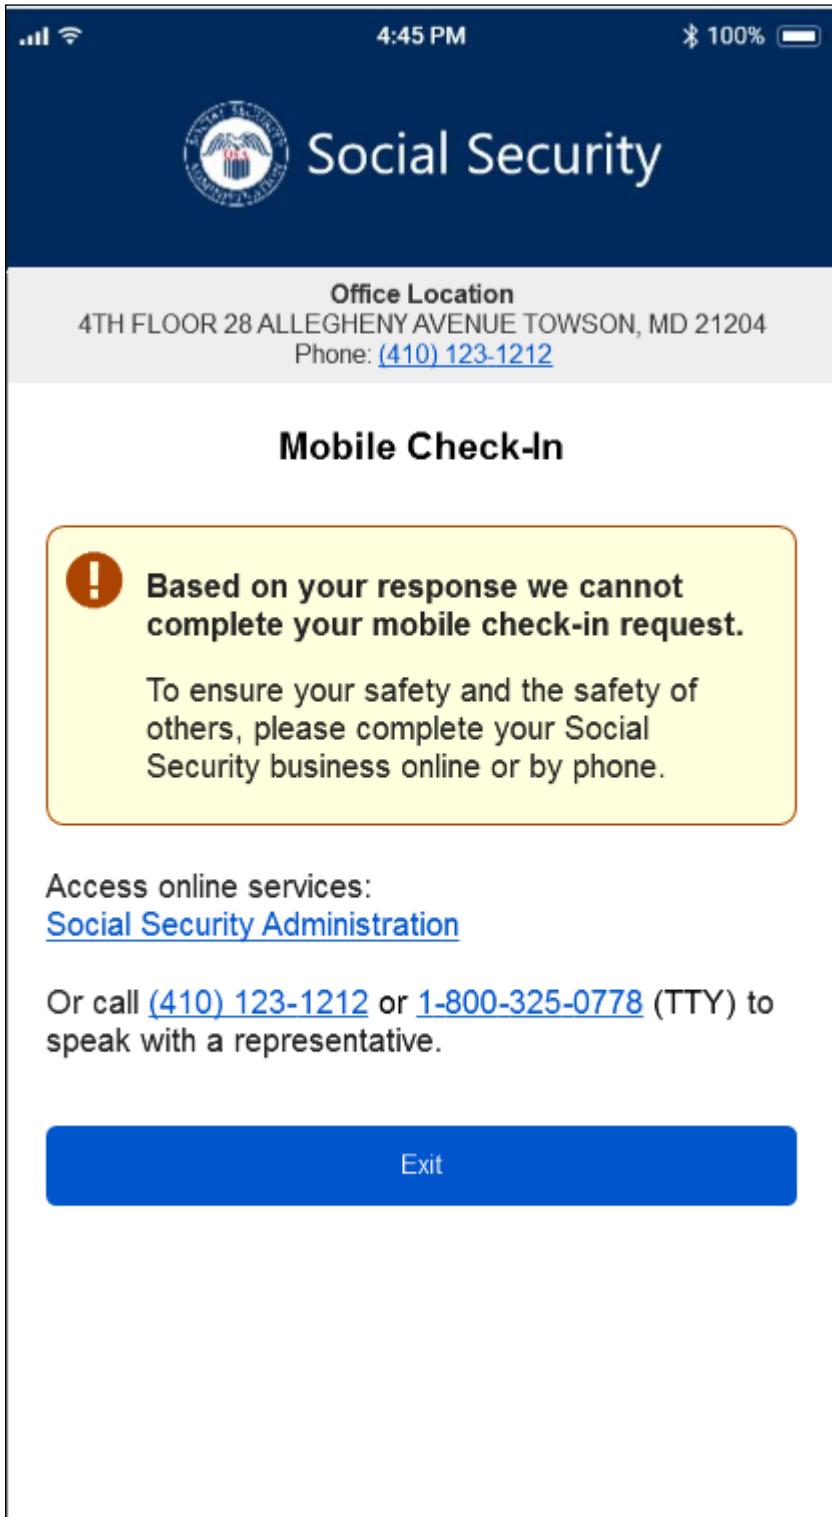 4:45 PM
100%
Social Security
Office Location
4TH FLOOR 28 ALLEGHENY AVENUE TOWSON, MD 21204
Phone: (410) 123-1212
Mobile Check-In
Based on your response we cannot
complete your mobile check-in request.
To ensure your safety and the safety of
others, please complete your Social
Security business online or by phone.
Access online services:
Social Security Administration
Or call (410) 123-1212 or 1-800-325-0778 (TTY) to
speak with a representative.
Exit